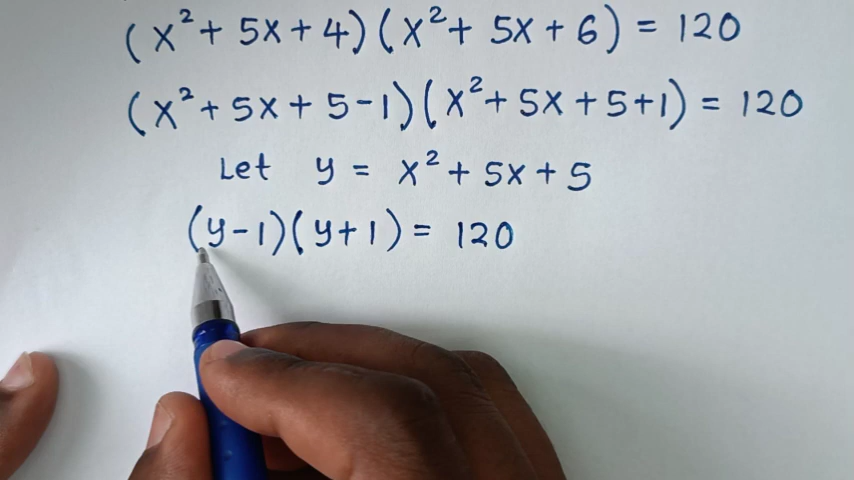 (x² + 5x + 4)(x² + 5x + 6) = 120
(x² + 5x + 5 - 1)(x² + 5x + 5 + 1) = 120
Let y = x² + 5x + 5
(y - 1)(y + 1) = 120